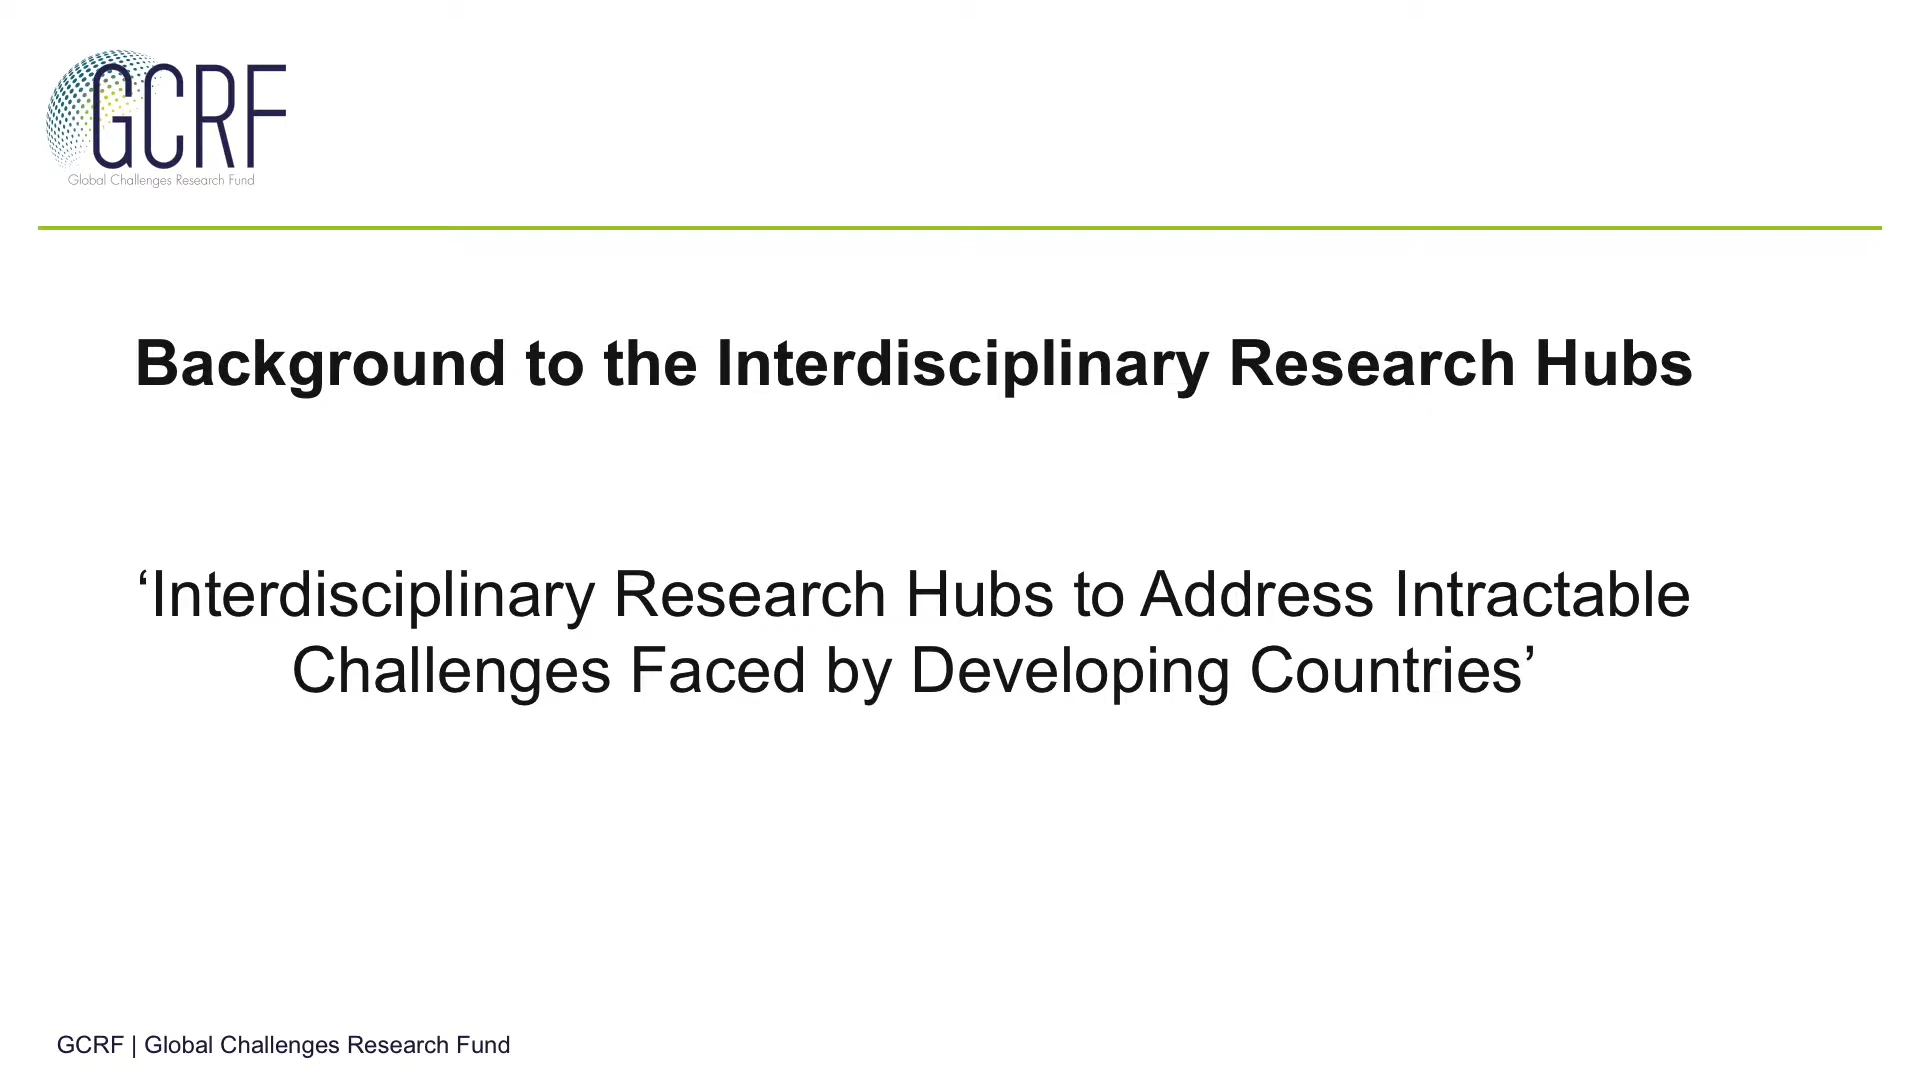 GCRF
Global Challenges Research Fund
Background to the Interdisciplinary Research Hubs
‘Interdisciplinary Research Hubs to Address Intractable
Challenges Faced by Developing Countries’
GCRF | Global Challenges Research Fund